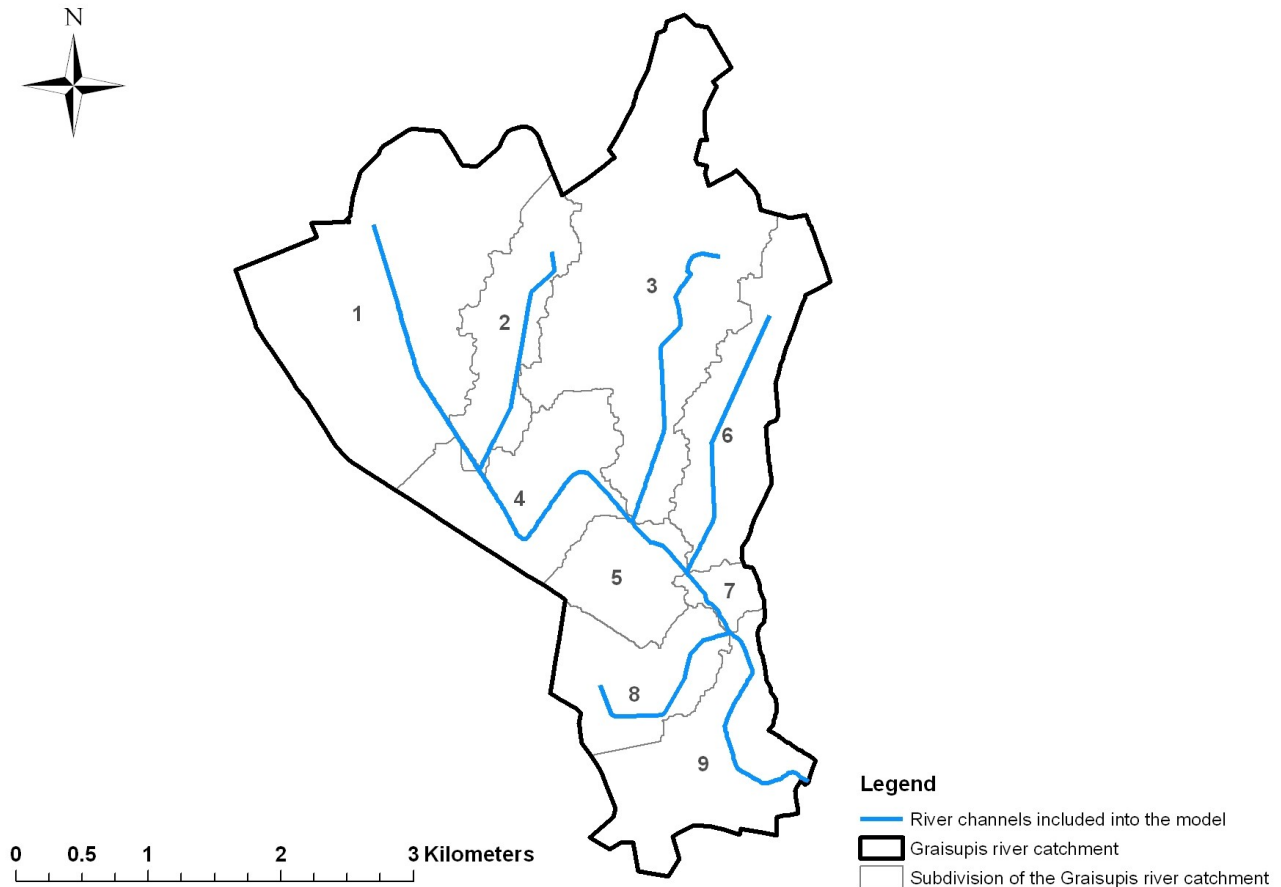 N
1
2
3
4
5
6
7
8
9
0 0.5 1 2 3 Kilometers
Legend
River channels included into the model
Graisupis river catchment
Subdivision of the Graisupis river catchment